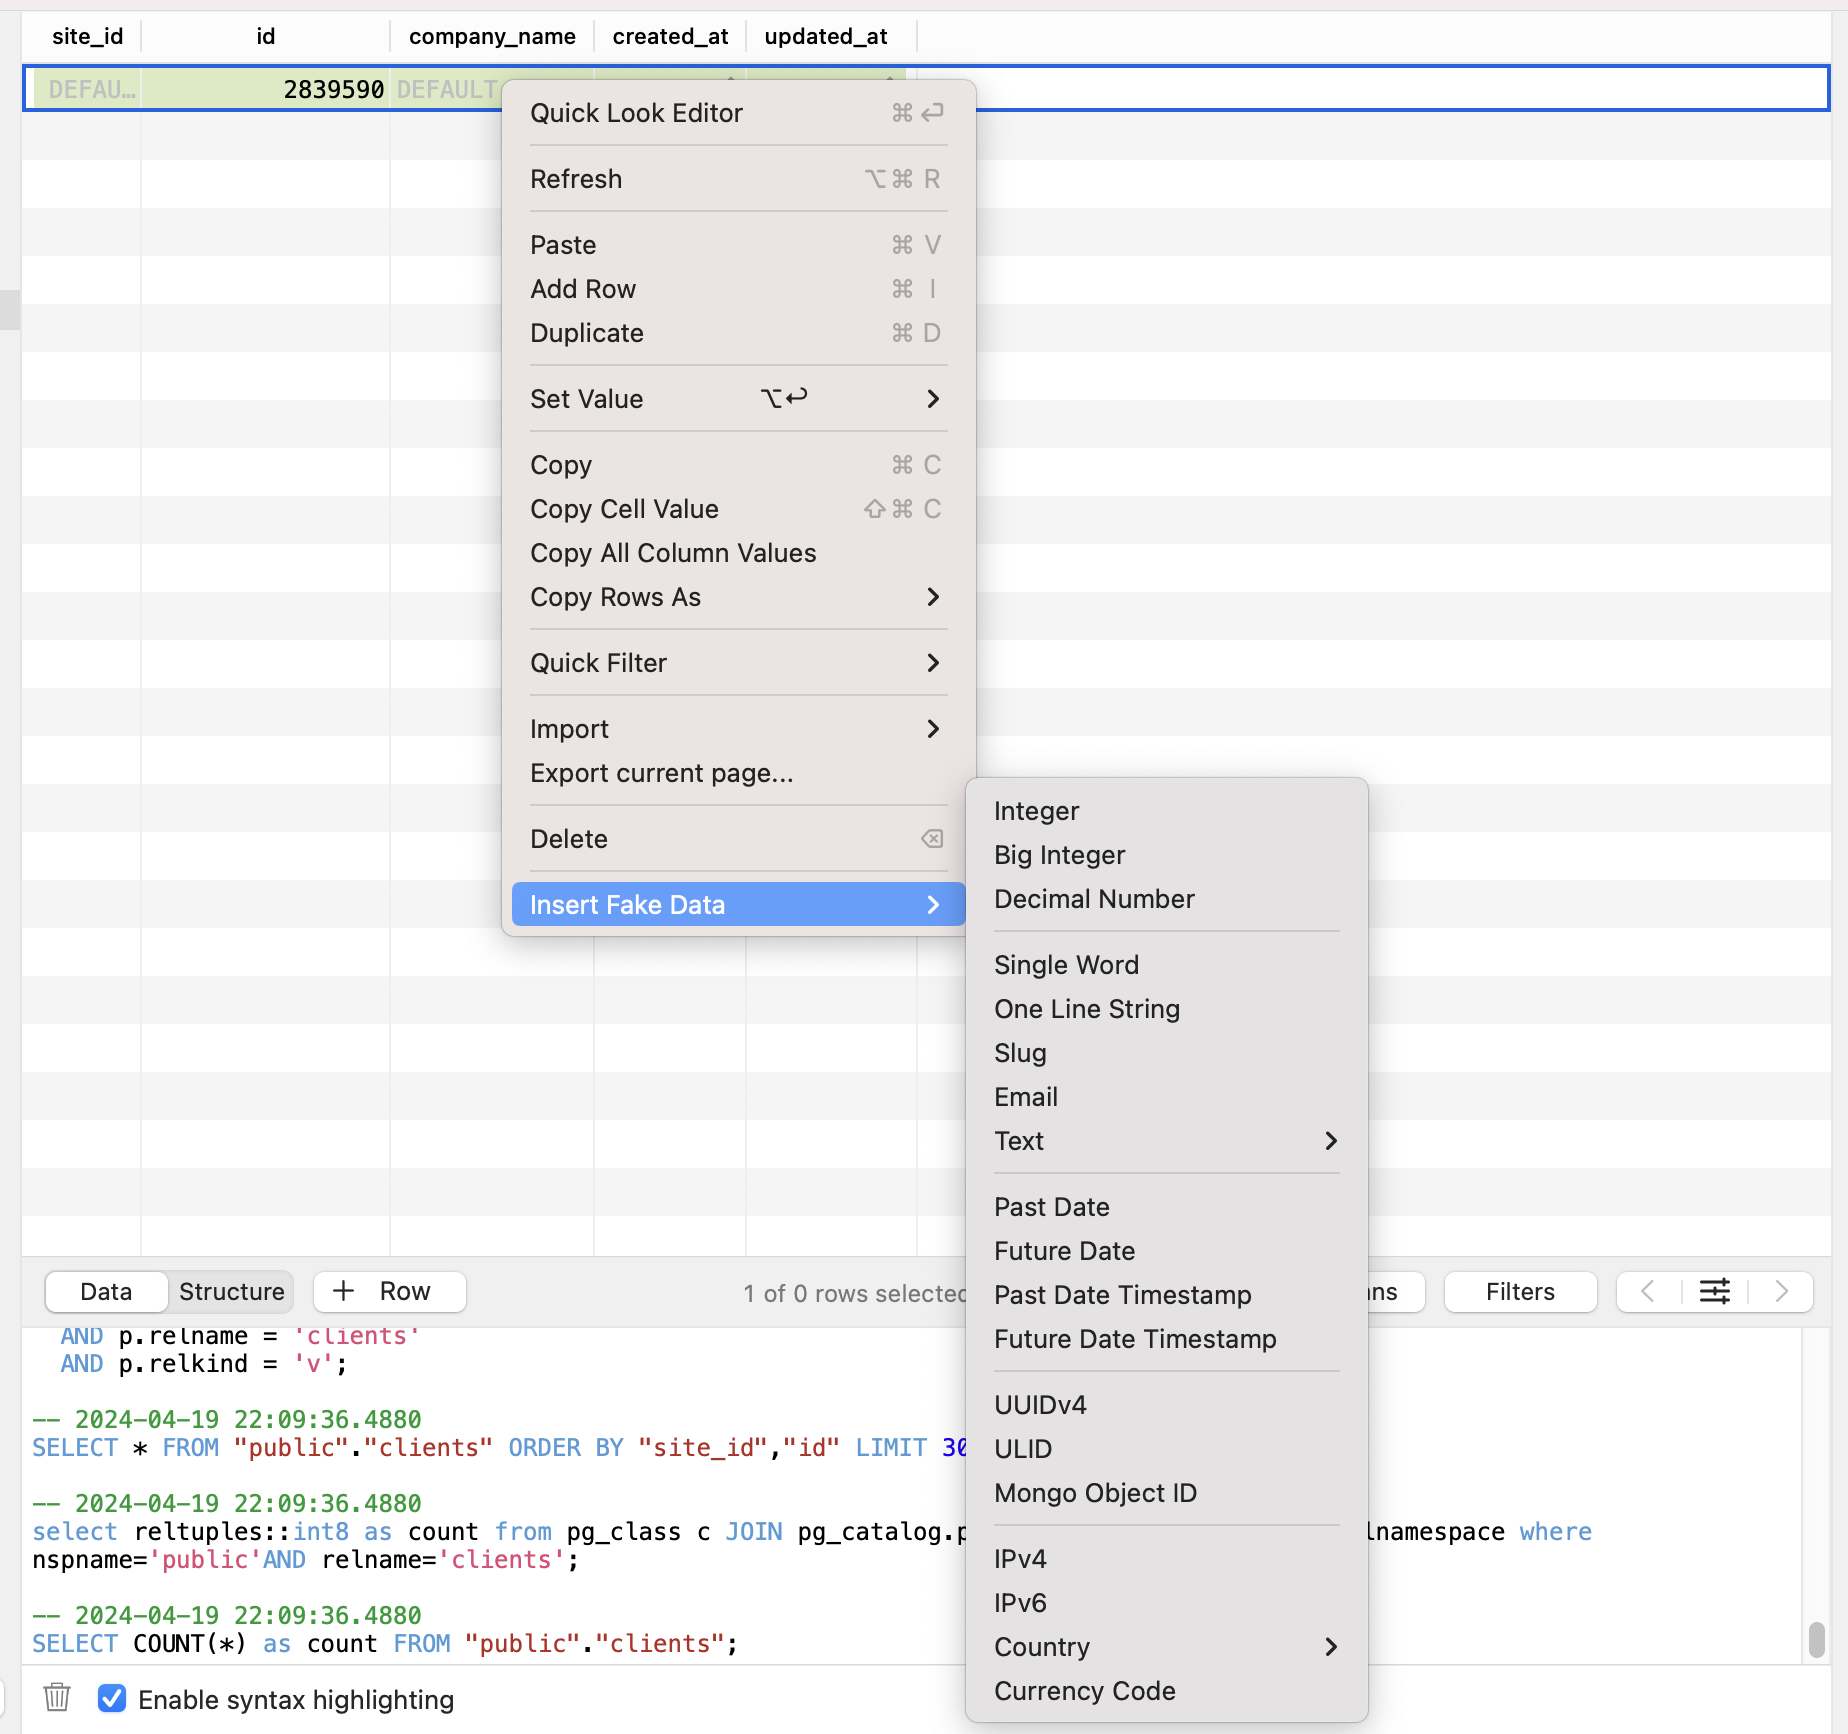 site_id id company_name created_at updated_at
DEFAU… 2839590 DEFAULT
Quick Look Editor ⌘ ↩
Refresh ⌥⌘ R
Paste ⌘ V
Add Row ⌘ I
Duplicate ⌘ D
Set Value ⌥↩
Copy ⌘ C
Copy Cell Value ⇧⌘ C
Copy All Column Values
Copy Rows As
Quick Filter
Import
Export current page...
Delete ⌫
Insert Fake Data
Integer
Big Integer
Decimal Number
Single Word
One Line String
Slug
Email
Text
Past Date
Future Date
Past Date Timestamp
Future Date Timestamp
UUIDv4
ULID
Mongo Object ID
IPv4
IPv6
Country
Currency Code
Data Structure + Row 1 of 0 rows selected Filters
AND p.relname = 'clients'
AND p.relkind = 'v';
-- 2024-04-19 22:09:36.4880
SELECT * FROM "public"."clients" ORDER BY "site_id","id" LIMIT 30
-- 2024-04-19 22:09:36.4880
select reltuples::int8 as count from pg_class c JOIN pg_catalog.p lnamespace where
nspname='public'AND relname='clients';
-- 2024-04-19 22:09:36.4880
SELECT COUNT(*) as count FROM "public"."clients";
Enable syntax highlighting